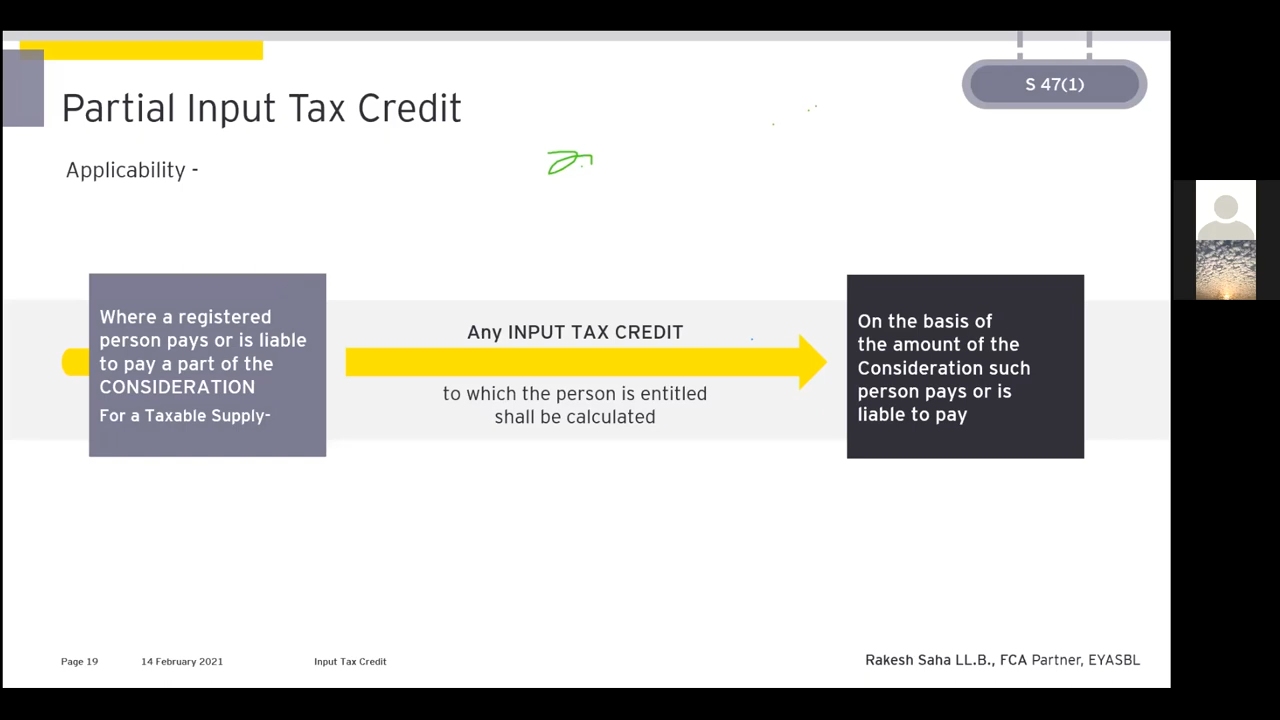 S 47(1)
Partial Input Tax Credit
Applicability -
Where a registered
person pays or is liable
to pay a part of the
CONSIDERATION
For a Taxable Supply-
Any INPUT TAX CREDIT
to which the person is entitled
shall be calculated
On the basis of
the amount of the
Consideration such
person pays or is
liable to pay
Page 19
14 February 2021
Input Tax Credit
Rakesh Saha LL.B., FCA Partner, EYASBL